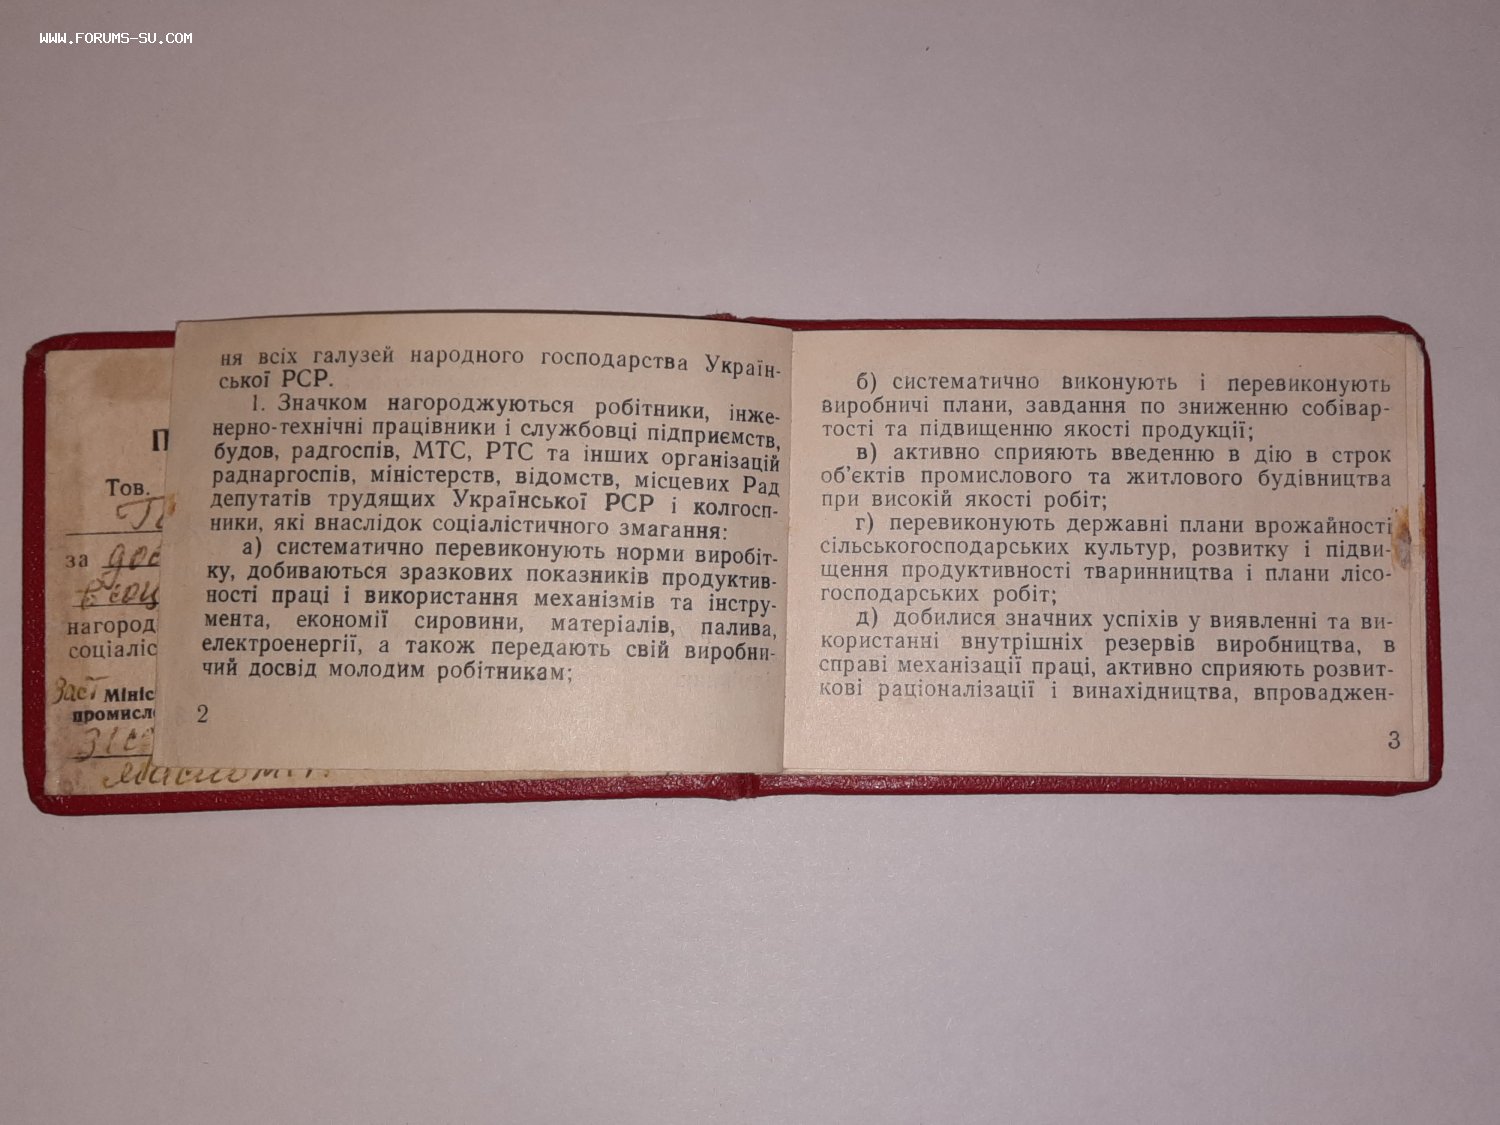 WWW.FORUMS-SU.COM
Тов.
за
нагород
соціаліс
Заст Мініс
промисл
ня всіх галузей народного господарства Україн-
ської РСР.
1. Значком нагороджуються робітники, інже-
нерно-технічні працівники і службовці підприємств,
будов, радгоспів, МТС, РТС та інших організацій
раднаргоспів, міністерств, відомств, місцевих Рад
депутатів трудящих Української РСР і колгосп-
ники, які внаслідок соціалістичного змагання:
а) систематично перевиконують норми виробіт-
ку, добиваються зразкових показників продуктив-
ності праці і використання механізмів та інстру-
мента, економії сировини, матеріалів, палива,
електроенергії, а також передають свій виробни-
чий досвід молодим робітникам;
2
б) систематично виконують і перевиконують
виробничі плани, завдання по зниженню собівар-
тості та підвищенню якості продукції;
в) активно сприяють введенню в дію в строк
об'єктів промислового та житлового будівництва
при високій якості робіт;
г) перевиконують державні плани врожайності
сільськогосподарських культур, розвитку і підви-
щення продуктивності тваринництва і плани лісо-
господарських робіт;
д) добилися значних успіхів у виявленні та ви-
користанні внутрішніх резервів виробництва, в
справі механізації праці, активно сприяють розвит-
кові раціоналізації і винахідництва, впроваджен-
3